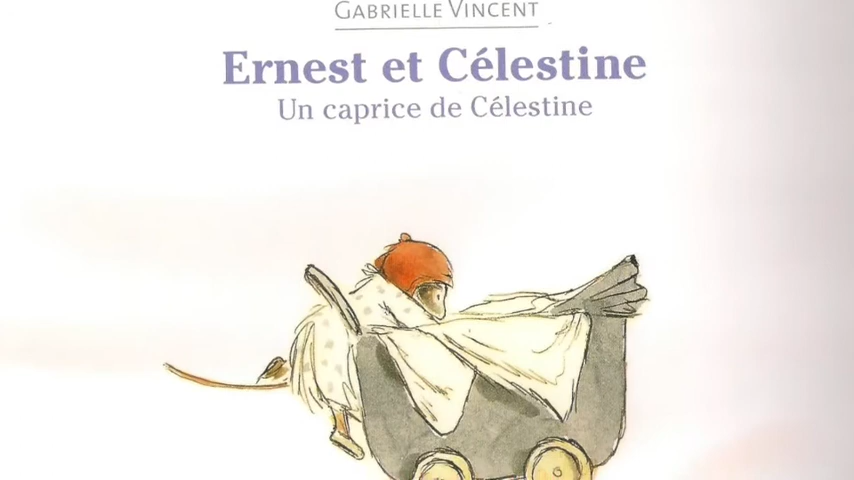 GABRIELLE VINCENT
Ernest et Célestine
Un caprice de Célestine